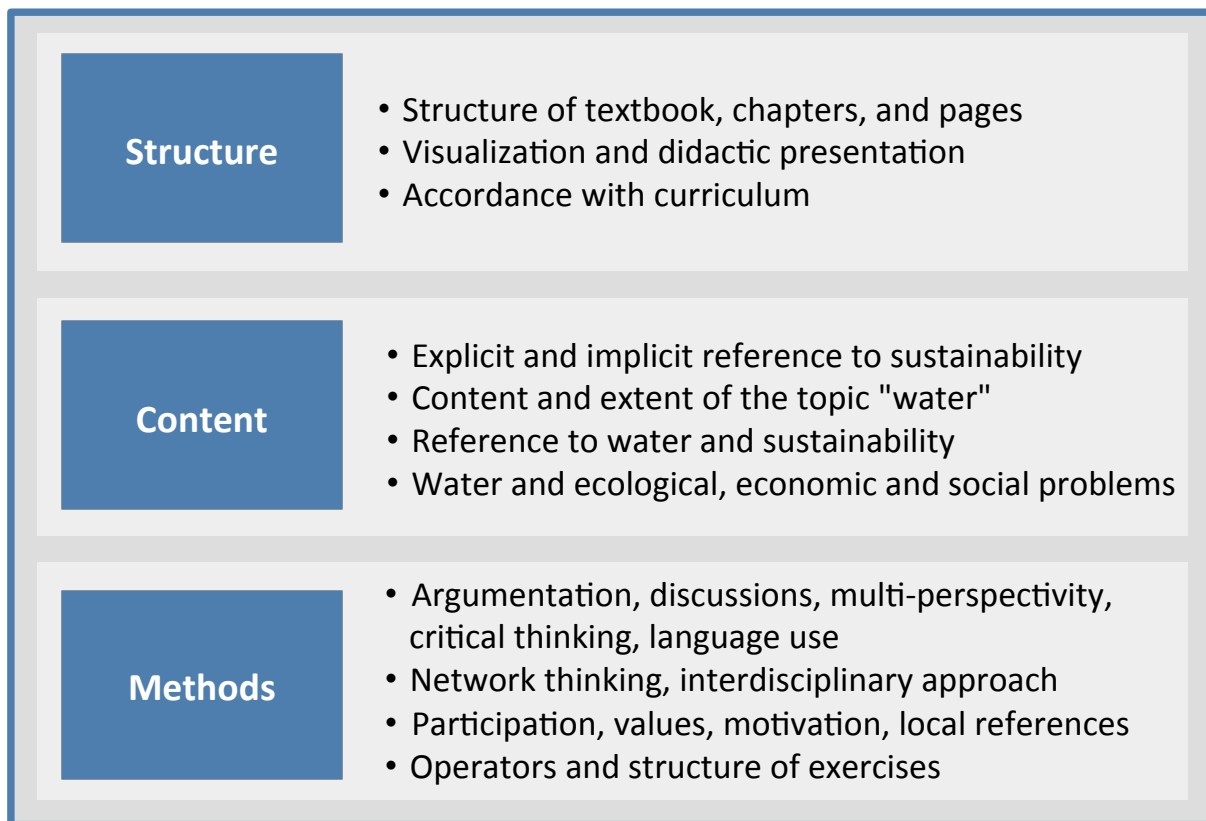 Structure
• Structure of textbook, chapters, and pages
• Visualization and didactic presentation
• Accordance with curriculum
Content
• Explicit and implicit reference to sustainability
• Content and extent of the topic "water"
• Reference to water and sustainability
• Water and ecological, economic and social problems
Methods
• Argumentation, discussions, multi-perspectivity,
critical thinking, language use
• Network thinking, interdisciplinary approach
• Participation, values, motivation, local references
• Operators and structure of exercises